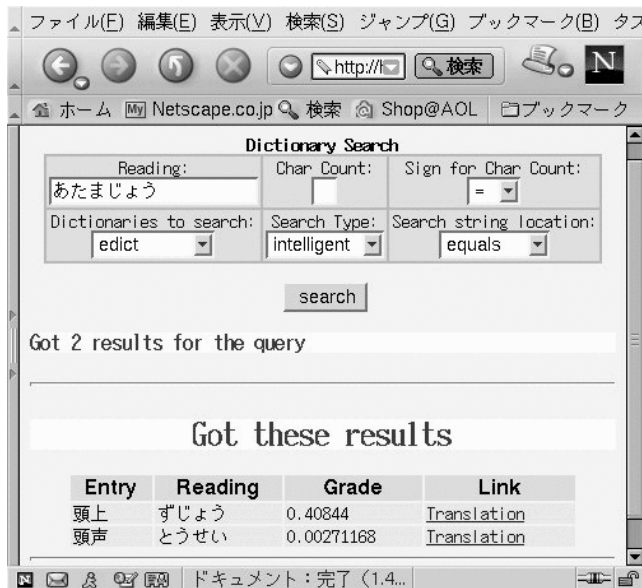 ファイル(F) 編集(E) 表示(V) 検索(S) ジャンプ(G) ブックマーク(B) タス
http://h 検索 N
ホーム My Netscape.co.jp 検索 Shop@AOL ブックマーク
Dictionary Search
Reading: Char Count: Sign for Char Count:
あたまじょう =
Dictionaries to search: Search Type: Search string location:
edict intelligent equals
search
Got 2 results for the query
Got these results
Entry Reading Grade Link
頭上 ずじょう 0.40844 Translation
頭声 とうせい 0.00271168 Translation
ドキュメント：完了 (1.4...